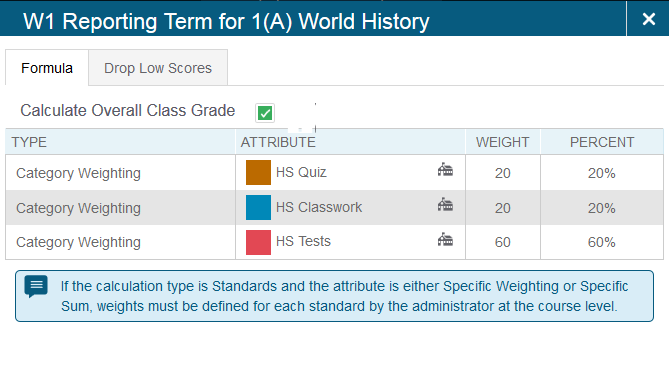 W1 Reporting Term for 1(A) World History
Formula Drop Low Scores
Calculate Overall Class Grade
TYPE ATTRIBUTE WEIGHT PERCENT
Category Weighting HS Quiz 20 20%
Category Weighting HS Classwork 20 20%
Category Weighting HS Tests 60 60%
If the calculation type is Standards and the attribute is either Specific Weighting or Specific
Sum, weights must be defined for each standard by the administrator at the course level.